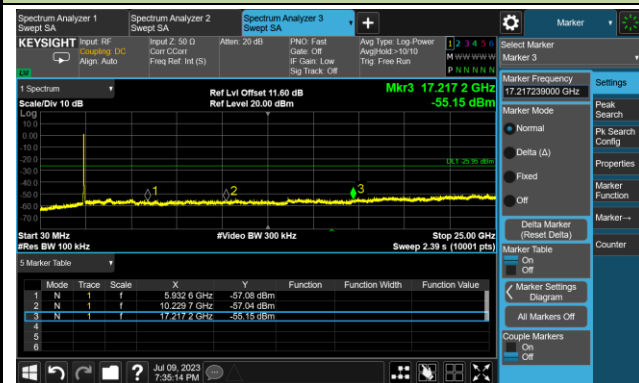 Spectrum Analyzer 1
Swept SA
Spectrum Analyzer 2
Swept SA
Spectrum Analyzer 3
Swept SA
+
Marker
KEYSIGHT
Input: RF
Coupling: DC
Align: Auto
Input Z: 50 Ω
Corr CCorr
Freq Ref: Int (S)
Atten: 20 dB
PNO: Fast
Gate: Off
IF Gain: Low
Sig Track: Off
Avg Type: Log-Power
Avg|Hold:>10/10
Trig: Free Run
1 2 3 4 5 6
M W W W W W
P N N N N N
LV
Select Marker
Marker 3
1 Spectrum
Scale/Div 10 dB
Log
Ref Lvl Offset 11.60 dB
Ref Level 20.00 dBm
Mkr3 17.217 2 GHz
-55.15 dBm
10.0
0.00
-10.0
-20.0
-30.0
-40.0
-50.0
-60.0
-70.0
DL1 -25.95 dBm
1
2
3
Start 30 MHz
#Res BW 100 kHz
#Video BW 300 kHz
Stop 25.00 GHz
Sweep 2.39 s (10001 pts)
5 Marker Table
Mode Trace Scale X Y Function Function Width Function Value
1 N 1 f 5.932 6 GHz -57.08 dBm
2 N 1 f 10.229 7 GHz -57.04 dBm
3 N 1 f 17.217 2 GHz -55.15 dBm
4
5
6
Marker Frequency
17.217239000 GHz
Marker Mode
Normal
Delta (Δ)
Fixed
Off
Delta Marker
(Reset Delta)
Marker Table
On
Off
Marker Settings
Diagram
All Markers Off
Couple Markers
On
Off
Settings
Peak
Search
Pk Search
Config
Properties
Marker
Function
Marker→
Counter
?
Jul 09, 2023
7:35:14 PM